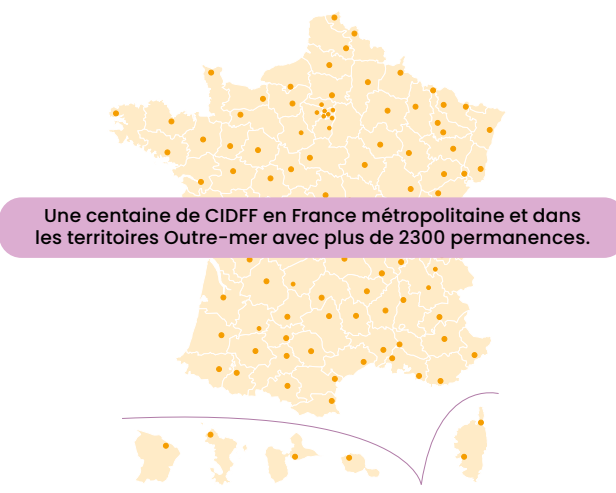 Une centaine de CIDFF en France métropolitaine et dans
les territoires Outre-mer avec plus de 2300 permanences.